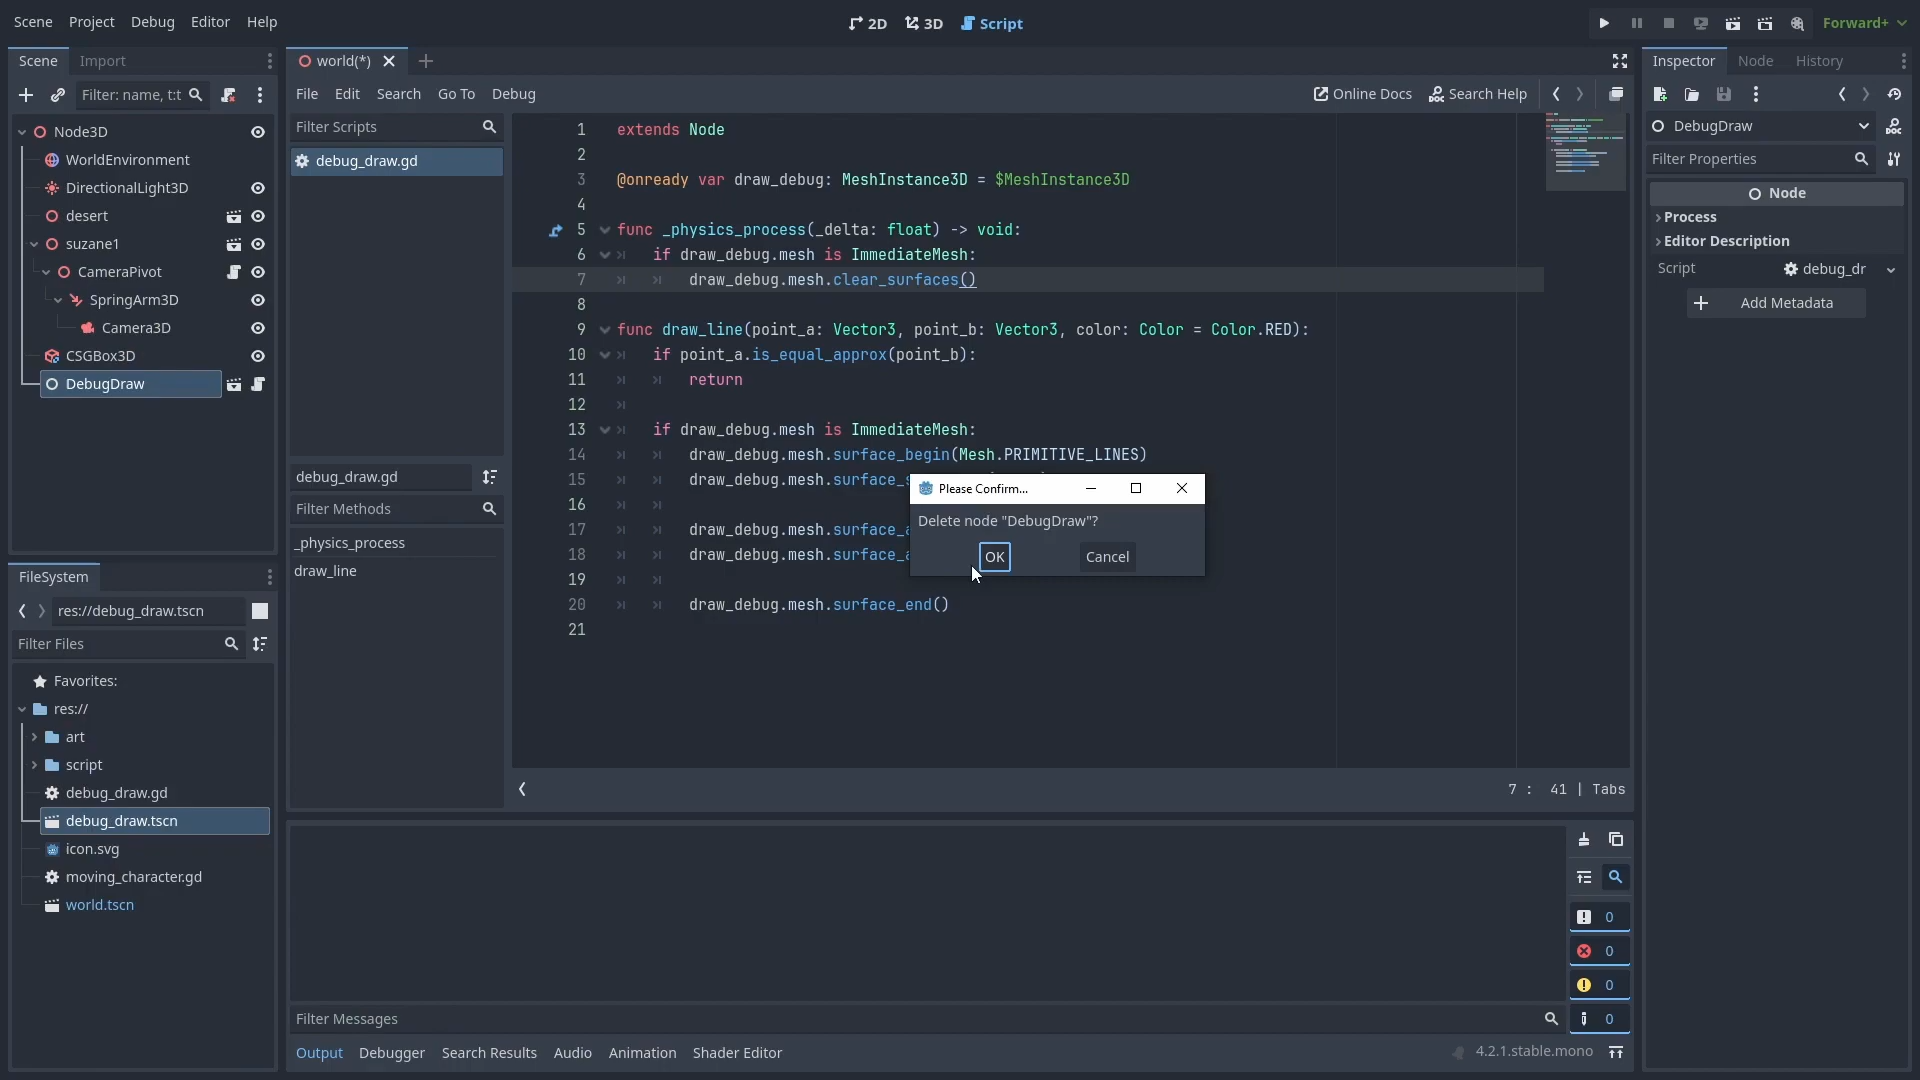 Scene Project Debug Editor Help
2D 3D Script
Forward+
Scene Import
Filter: name, t:t
Node3D
WorldEnvironment
DirectionalLight3D
desert
suzane1
CameraPivot
SpringArm3D
Camera3D
CSGBox3D
DebugDraw
FileSystem
res://debug_draw.tscn
Filter Files
Favorites:
res://
art
script
debug_draw.gd
debug_draw.tscn
icon.svg
moving_character.gd
world.tscn
world(*)
File Edit Search Go To Debug
Online Docs Search Help
Filter Scripts
debug_draw.gd
debug_draw.gd
Filter Methods
_physics_process
draw_line
1 extends Node
2
3 @onready var draw_debug: MeshInstance3D = $MeshInstance3D
4
5 func _physics_process(_delta: float) -> void:
6 if draw_debug.mesh is ImmediateMesh:
7 draw_debug.mesh.clear_surfaces()
8
9 func draw_line(point_a: Vector3, point_b: Vector3, color: Color = Color.RED):
10 if point_a.is_equal_approx(point_b):
11 return
12
13 if draw_debug.mesh is ImmediateMesh:
14 draw_debug.mesh.surface_begin(Mesh.PRIMITIVE_LINES)
15 draw_debug.mesh.surface_s
16
17 draw_debug.mesh.surface_a
18 draw_debug.mesh.surface_a
19
20 draw_debug.mesh.surface_end()
21
Please Confirm...
Delete node "DebugDraw"?
OK Cancel
7 : 41 | Tabs
0
0
0
0
Filter Messages
Output Debugger Search Results Audio Animation Shader Editor
4.2.1.stable.mono
Inspector Node History
DebugDraw
Filter Properties
Node
Process
Editor Description
Script debug_dr
Add Metadata